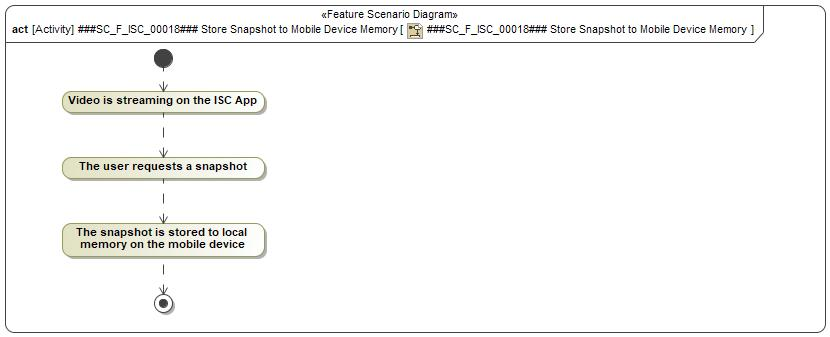 «Feature Scenario Diagram»
act [Activity] ###SC_F_ISC_00018### Store Snapshot to Mobile Device Memory [ ###SC_F_ISC_00018### Store Snapshot to Mobile Device Memory ]
Video is streaming on the ISC App
The user requests a snapshot
The snapshot is stored to local
memory on the mobile device